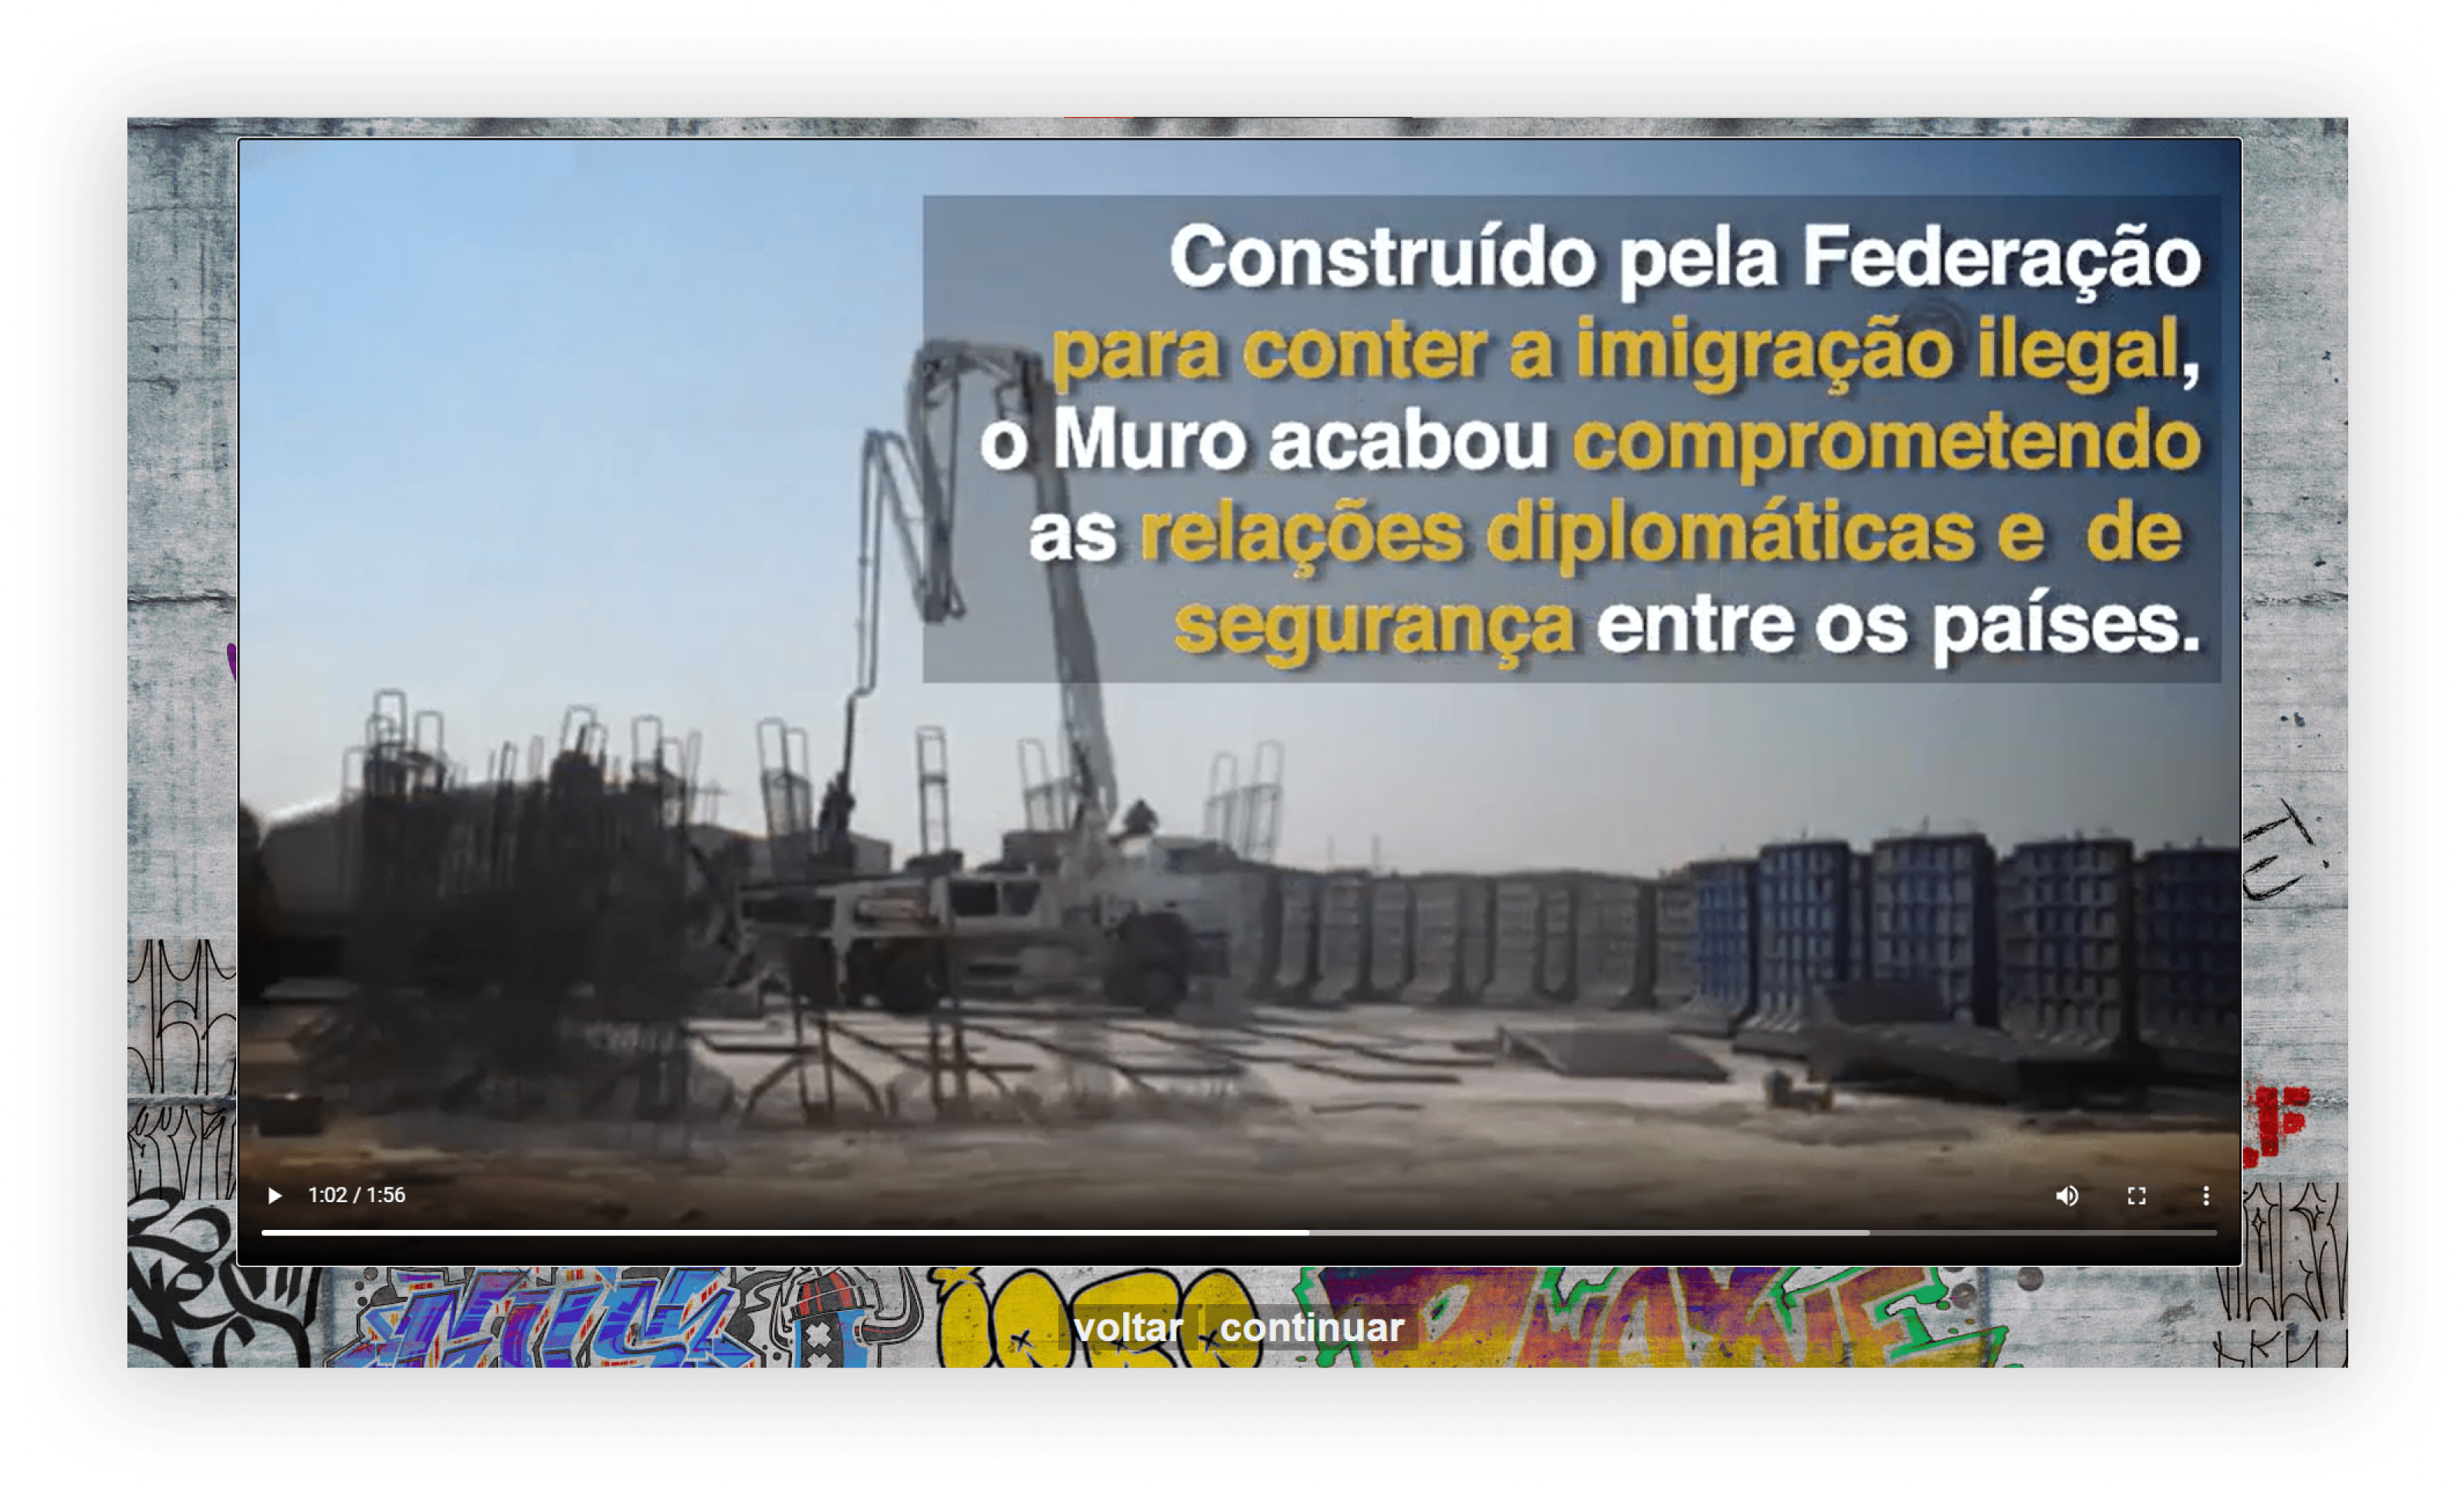 Construído pela Federação
para conter a imigração ilegal,
o Muro acabou comprometendo
as relações diplomáticas e de
segurança entre os países.
TU
1:02 / 1:56
voltar continuar